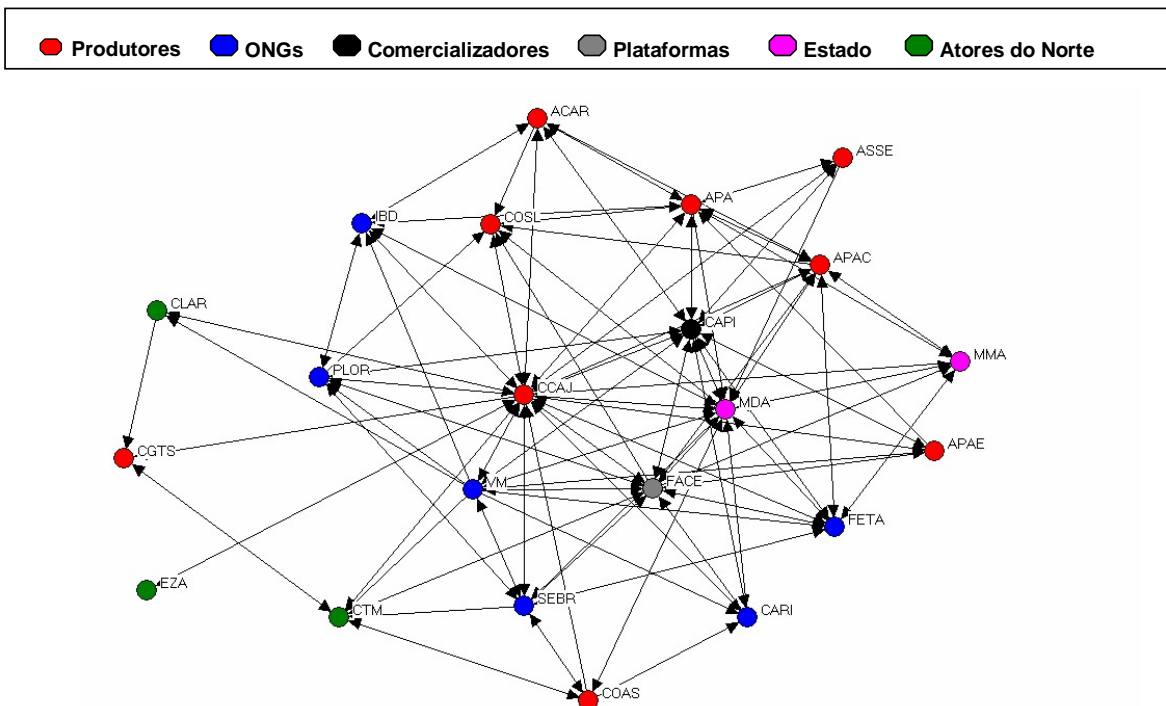 Produtores ONGs Comercializadores Plataformas Estado Atores do Norte
ACAR
ASSE
APA
IBD
COSL
APAC
CLAR
CAPI
MMA
PLOR
CCAJ
MDA
CGTS
APAE
VM
FACE
FETA
EZA
SEBR
CTM
CARI
COAS